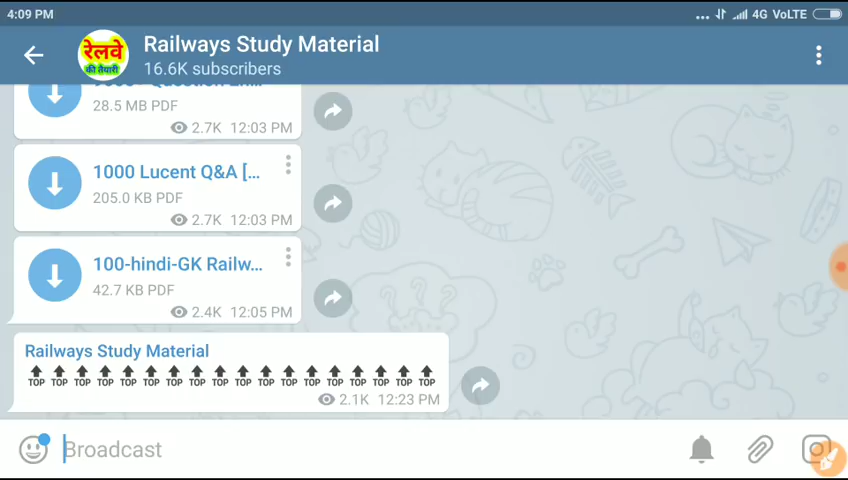 4:09 PM
4G VoLTE
रेलवे
की तैयारी
Railways Study Material
16.6K subscribers
28.5 MB PDF
2.7K 12:03 PM
1000 Lucent Q&A [...
205.0 KB PDF
2.7K 12:03 PM
100-hindi-GK Railw...
42.7 KB PDF
2.4K 12:05 PM
Railways Study Material
TOP TOP TOP TOP TOP TOP TOP TOP TOP TOP TOP TOP TOP TOP TOP TOP TOP TOP
2.1K 12:23 PM
Broadcast